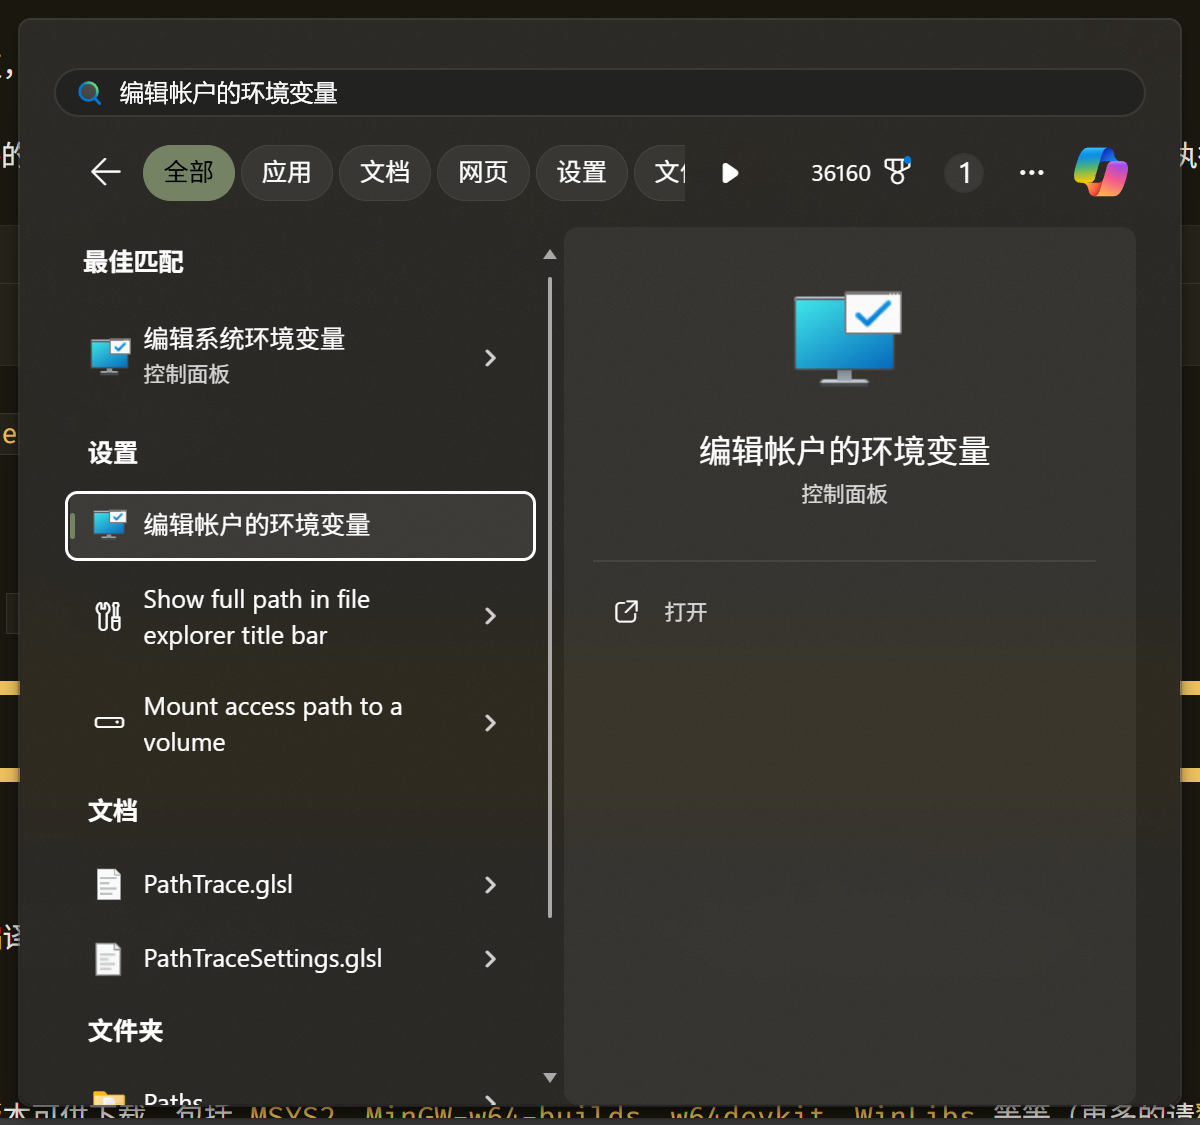 编辑帐户的环境变量
全部
应用
文档
网页
设置
36160
1
最佳匹配
编辑系统环境变量
控制面板
设置
编辑帐户的环境变量
Show full path in file
explorer title bar
Mount access path to a
volume
文档
PathTrace.glsl
PathTraceSettings.glsl
文件夹
Paths
编辑帐户的环境变量
控制面板
打开
的
e
译
本可供下载，包括 MSYS2、MinGW-w64-builds、w64devkit、WinLibs 等等（更多的请